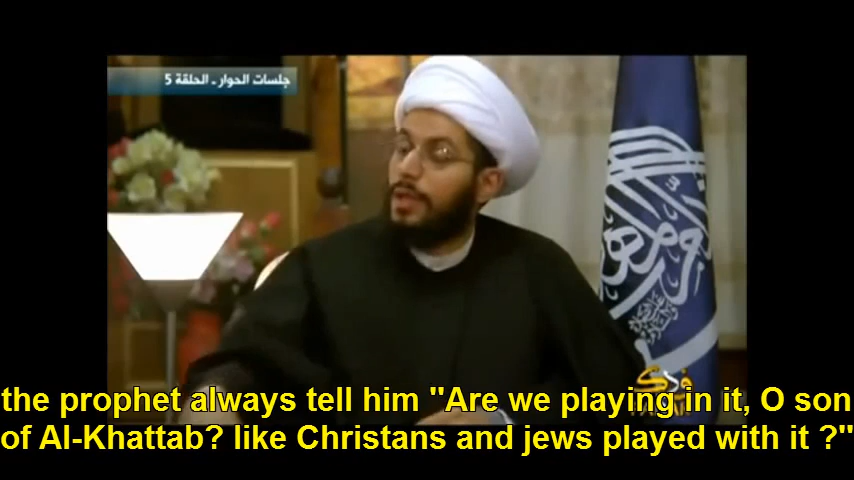 جلسات الحوار - الحلقة 5
فدك
the prophet always tell him "Are we playing in it, O son
of Al-Khattab? like Christans and jews played with it ?"